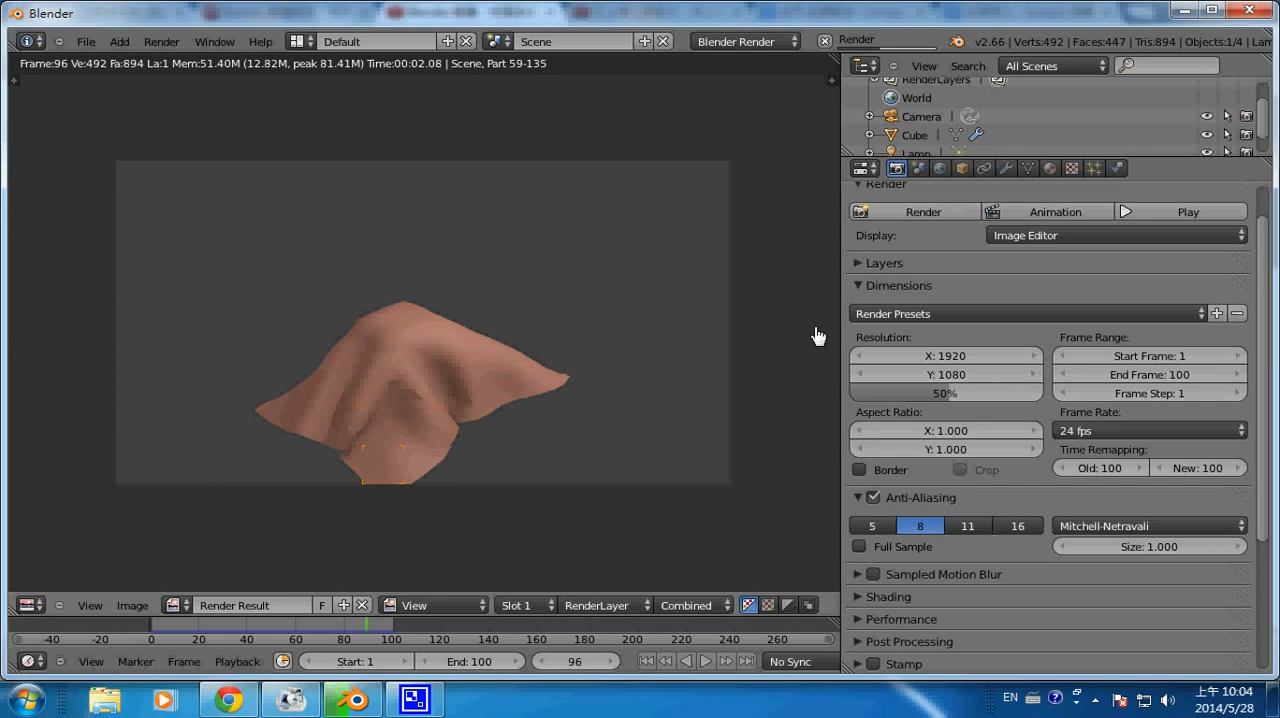 Blender
File Add Render Window Help Default Scene Blender Render Render v2.66 | Verts:492 | Faces:447 | Tris:894 | Objects:1/4 | Lam
Frame:96 Ve:492 Fa:894 La:1 Mem:51.40M (12.82M, peak 81.41M) Time:00:02.08 | Scene, Part 59-135
View Search All Scenes
RenderLayers
World
Camera
Cube
Lamp
Render
Render Animation Play
Display: Image Editor
Layers
Dimensions
Render Presets
Resolution: Frame Range:
X: 1920 Start Frame: 1
Y: 1080 End Frame: 100
50% Frame Step: 1
Aspect Ratio: Frame Rate:
X: 1.000 24 fps
Y: 1.000 Time Remapping:
Border Crop Old: 100 New: 100
Anti-Aliasing
5 8 11 16 Mitchell-Netravali
Full Sample Size: 1.000
Sampled Motion Blur
Shading
Performance
Post Processing
Stamp
View Image Render Result F View Slot 1 RenderLayer Combined
-40 -20 0 20 40 60 80 100 120 140 160 180 200 220 240 260
View Marker Frame Playback Start: 1 End: 100 96 No Sync
EN
上午 10:04
2014/5/28